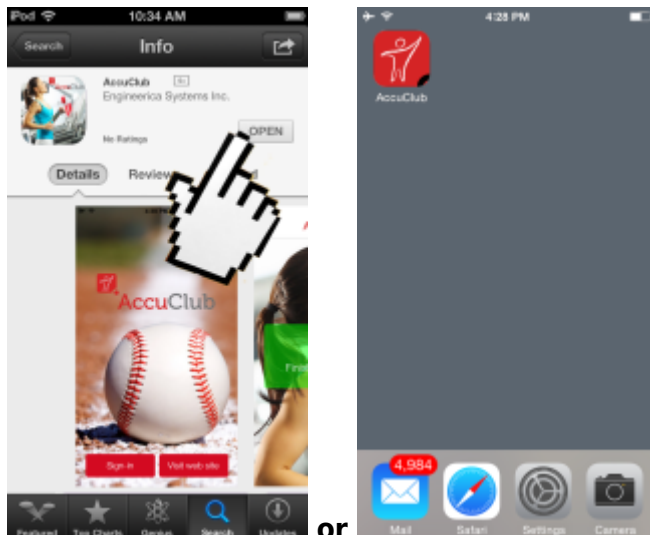 iPod 10:34 AM
Search Info
AccuClub
Engineerica Systems Inc.
No Ratings
OPEN
Details Reviews
AccuClub
Sign in Visit web site
Featured Top Charts Genius Search Updates
or
4:28 PM
AccuClub
4,984
Mail Safari Settings Camera